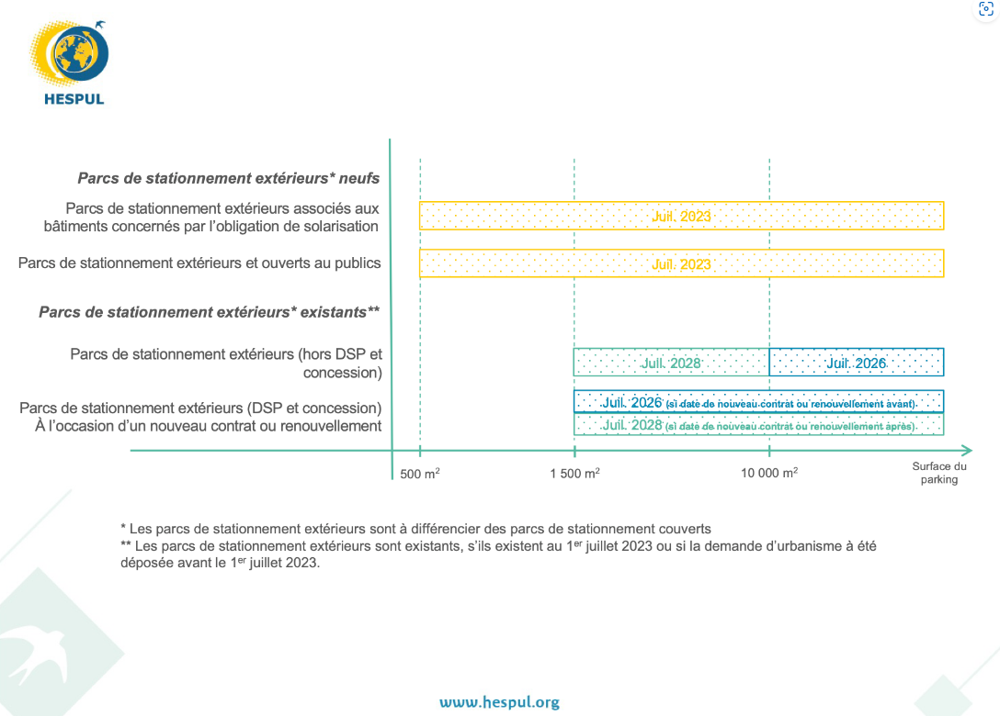 HESPUL
Parcs de stationnement extérieurs* neufs
Parcs de stationnement extérieurs associés aux
bâtiments concernés par l'obligation de solarisation
Juil. 2023
Parcs de stationnement extérieurs et ouverts au publics
Juil. 2023
Parcs de stationnement extérieurs* existants**
Parcs de stationnement extérieurs (hors DSP et
concession)
Juil. 2028
Juil. 2026
Parcs de stationnement extérieurs (DSP et concession)
À l'occasion d'un nouveau contrat ou renouvellement
Juil. 2026 (si date de nouveau contrat ou renouvellement avant)
Juil. 2028 (si date de nouveau contrat ou renouvellement après)
500 m²
1 500 m²
10 000 m²
Surface du
parking
* Les parcs de stationnement extérieurs sont à différencier des parcs de stationnement couverts
** Les parcs de stationnement extérieurs sont existants, s'ils existent au 1er juillet 2023 ou si la demande d'urbanisme à été
déposée avant le 1er juillet 2023.
www.hespul.org